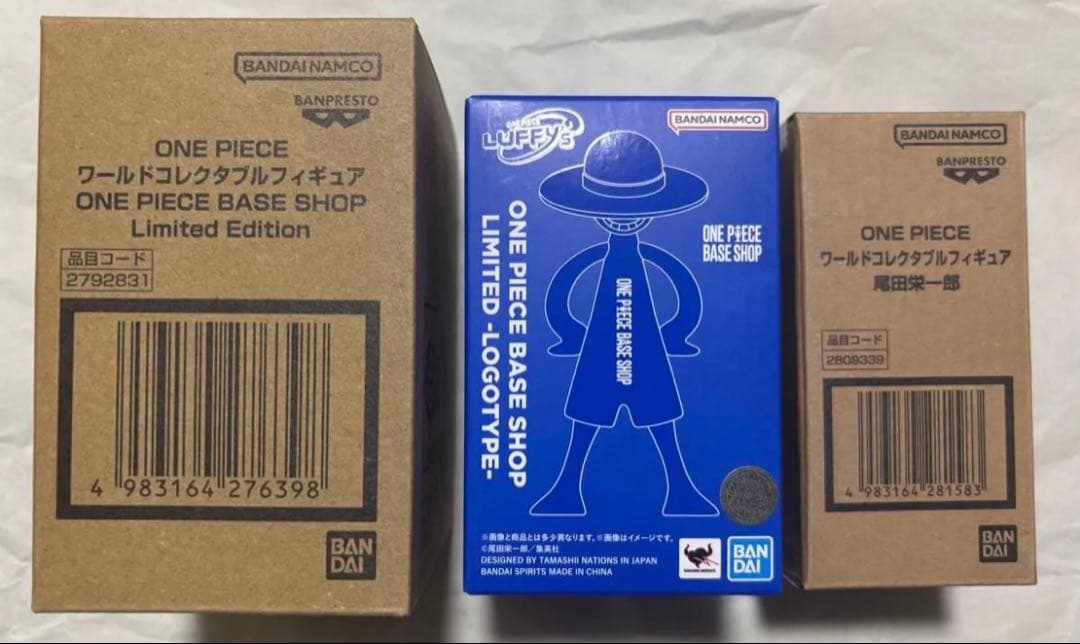 BANDAI NAMCO
BANPRESTO
ONE PIECE
ワールドコレクタブルフィギュア
ONE PIECE BASE SHOP
Limited Edition
品目コード
2792831
4 983164 276398
BAN
DAI
ONE PIECE
LUFFY's
BANDAI NAMCO
ONE PIECE BASE SHOP
LIMITED -LOGOTYPE-
ONE PIECE BASE SHOP
ONE PIECE
BASE SHOP
※画像と商品とは多少異なります。※画像はイメージです。
©尾田栄一郎/集英社
DESIGNED BY TAMASHII NATIONS IN JAPAN
BANDAI SPIRITS MADE IN CHINA
BAN
DAI
BANDAI NAMCO
BANPRESTO
ONE PIECE
ワールドコレクタブルフィギュア
尾田栄一郎
品目コード
2809339
4 983164 281583
BAN
DAI